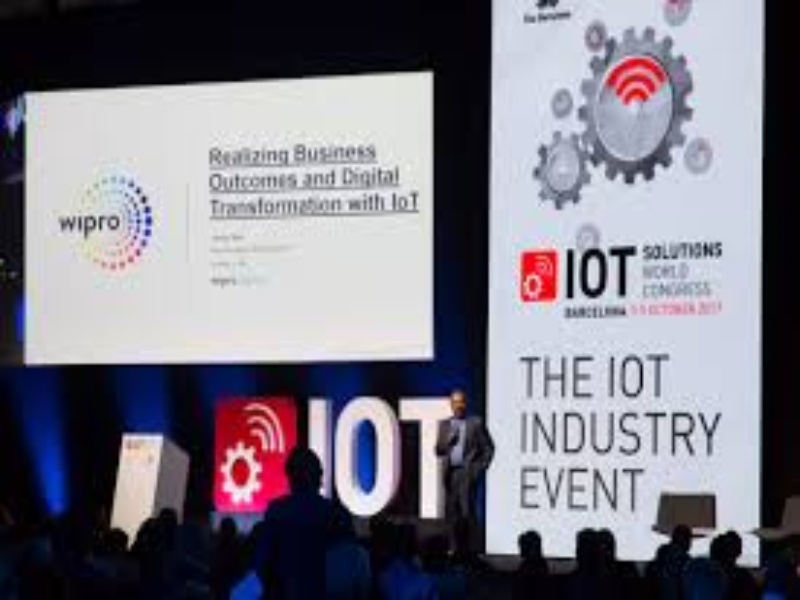 wipro
Realizing Business
Outcomes and Digital
Transformation with IoT
wipro
IOT SOLUTIONS
WORLD
CONGRESS
BARCELONA OCTOBER 2017
THE IOT
INDUSTRY
EVENT
IOT